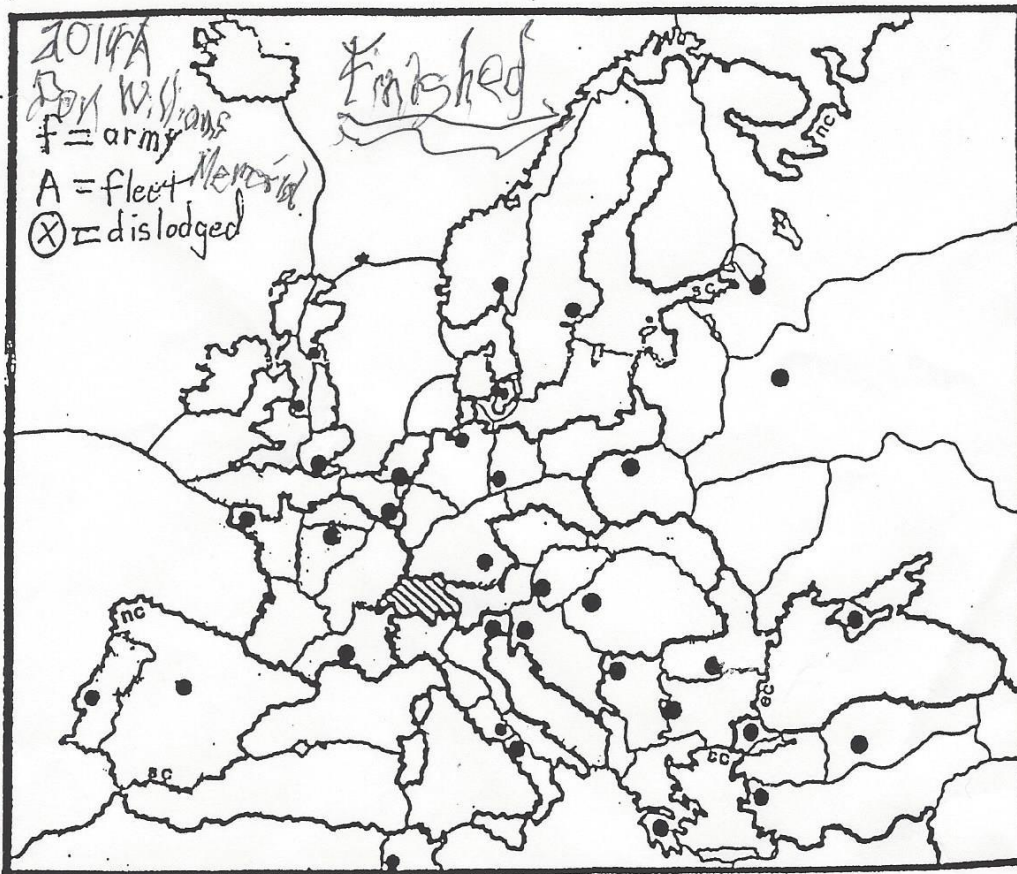 2014A
Don Williams
Memorial
Finished
f = army
A = fleet
X = dislodged
nc
sc
nc
ec
sc
sc